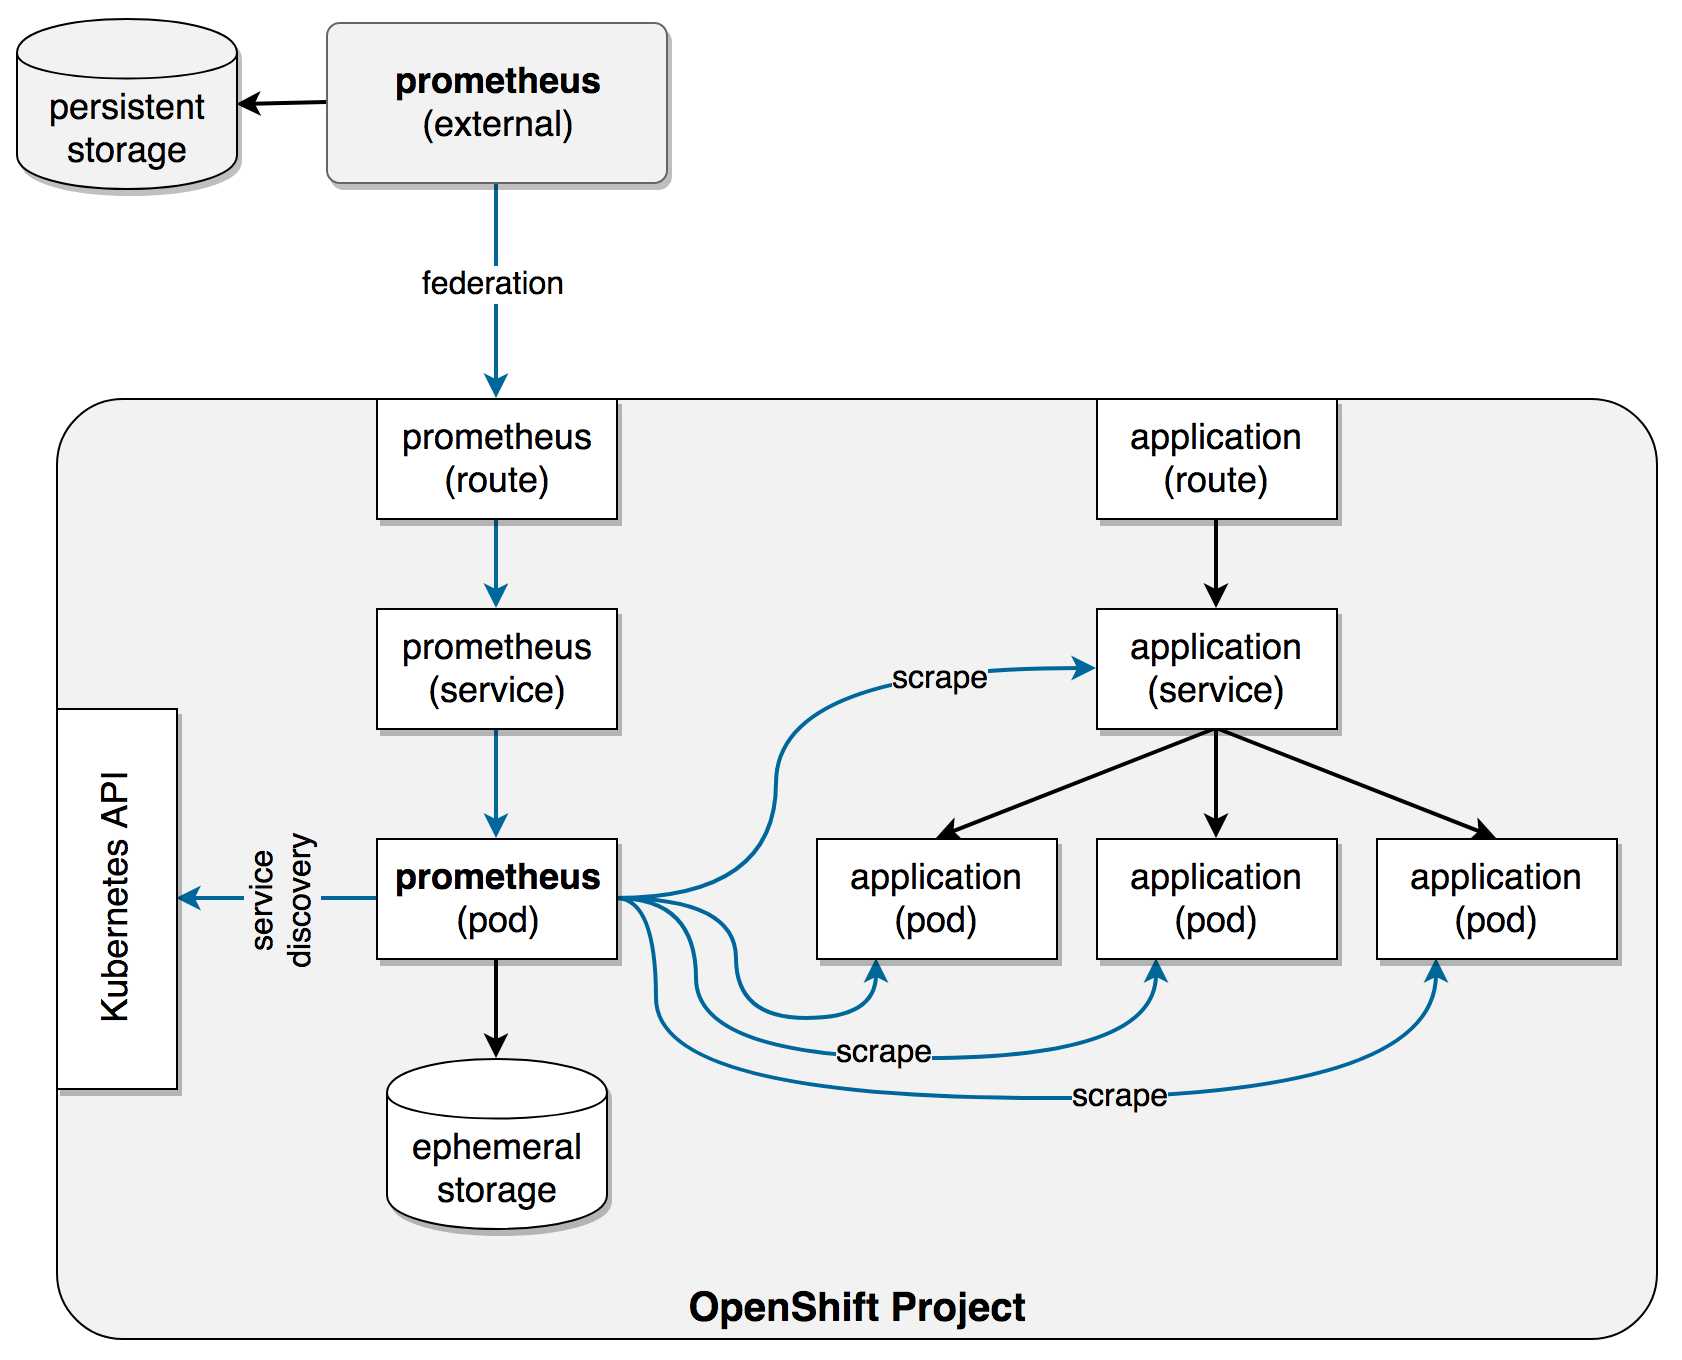 persistent
storage
prometheus
(external)
federation
prometheus
(route)
application
(route)
prometheus
(service)
scrape
application
(service)
Kubernetes API
service
discovery
prometheus
(pod)
application
(pod)
application
(pod)
application
(pod)
scrape
scrape
ephemeral
storage
OpenShift Project